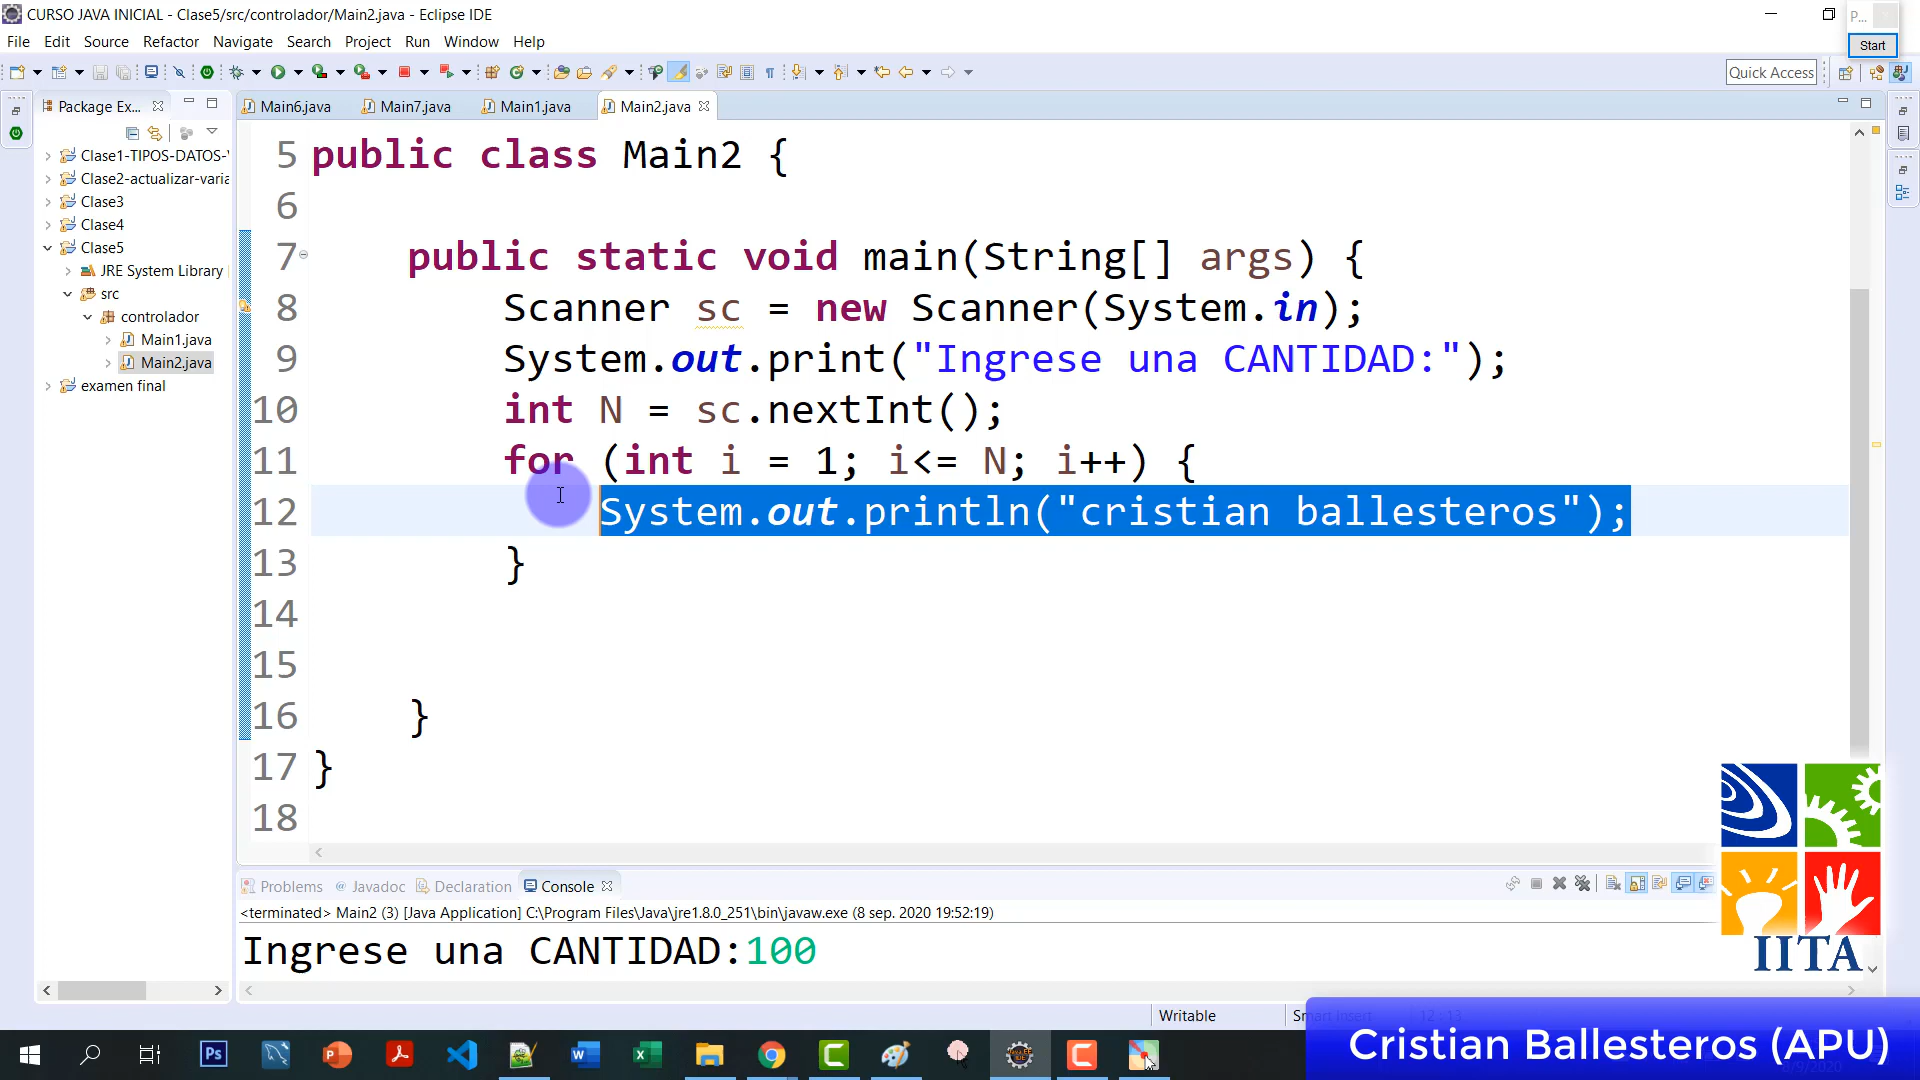 CURSO JAVA INICIAL - Clase5/src/controlador/Main2.java - Eclipse IDE
P...
Start
File Edit Source Refactor Navigate Search Project Run Window Help
Quick Access
Package Ex...
Main6.java Main7.java Main1.java Main2.java
Clase1-TIPOS-DATOS-
Clase2-actualizar-varia
Clase3
Clase4
Clase5
JRE System Library
src
controlador
Main1.java
Main2.java
examen final
5 public class Main2 {
6
7 public static void main(String[] args) {
8 Scanner sc = new Scanner(System.in);
9 System.out.print("Ingrese una CANTIDAD:");
10 int N = sc.nextInt();
11 for (int i = 1; i<= N; i++) {
12 System.out.println("cristian ballesteros");
13 }
14
15
16 }
17 }
18
Problems Javadoc Declaration Console
<terminated> Main2 (3) [Java Application] C:\Program Files\Java\jre1.8.0_251\bin\javaw.exe (8 sep. 2020 19:52:19)
Ingrese una CANTIDAD:100
IITA
Writable
Cristian Ballesteros (APU)